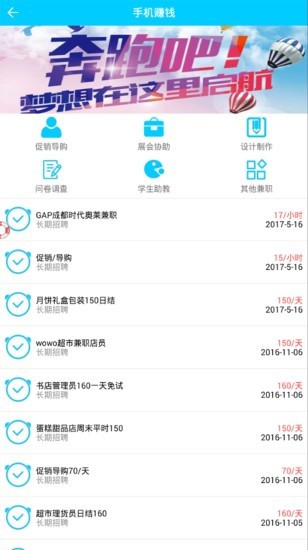 手机赚钱
奔跑吧！
梦想在这里启航
促销导购
展会协助
设计制作
问卷调查
学生助教
其他兼职
GAP成都时代奥莱兼职
17/小时
长期招聘
2017-5-16
促销/导购
15/小时
长期招聘
2017-5-16
月饼礼盒包装150日结
150/天
长期招聘
2017-5-16
wowo超市兼职店员
150/天
长期招聘
2016-11-06
书店管理员160一天免试
160/天
长期招聘
2016-11-06
蛋糕甜品店周末平时150
150/天
长期招聘
2016-11-06
促销导购70/天
70/天
长期招聘
2016-11-06
超市理货员日结160
160/天
长期招聘
2016-11-05